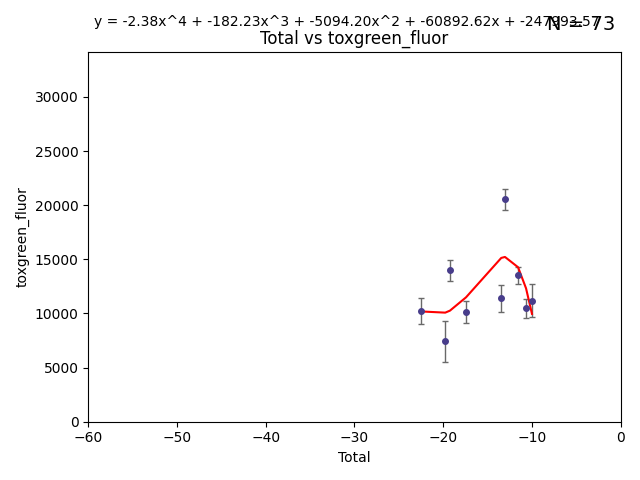 y = -2.38x^4 + -182.23x^3 + -5094.20x^2 + -60892.62x +
N = 73
Total vs toxgreen_fluor
30000
25000
20000
15000
10000
5000
0
toxgreen_fluor
−60
−50
−40
−30
−20
−10
0
Total